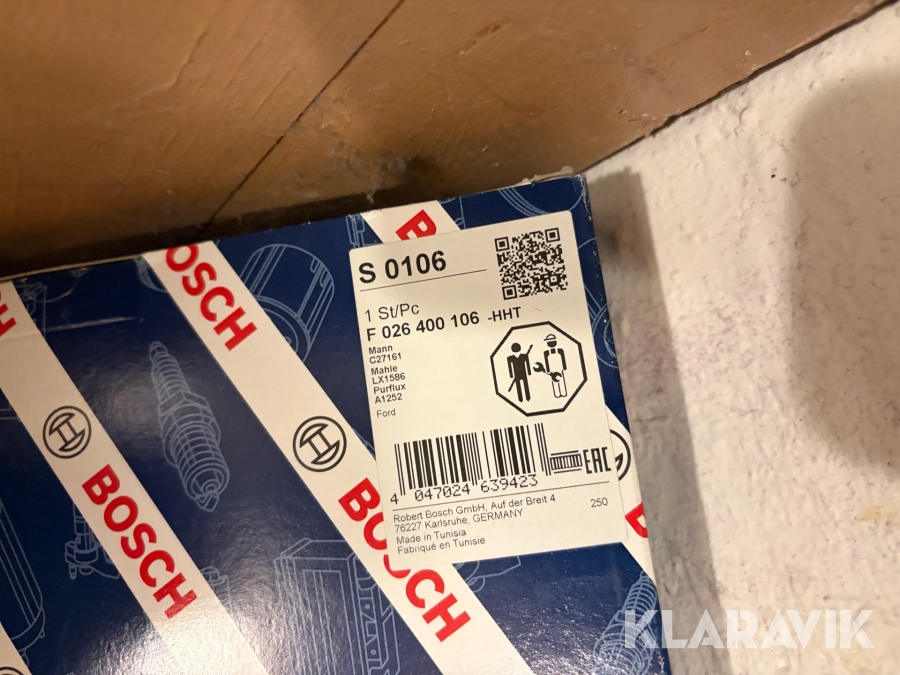 S 0106
1 St/Pc
F 026 400 106 -HHT
Mann
C27161
Mahle
LX1586
Purflux
A1252
Ford
4 047024 639423
EAC
Robert Bosch GmbH, Auf der Breit 4
76227 Karlsruhe, GERMANY
250
Made in Tunisia
Fabriqué en Tunisie
BOSCH
BOSCH
BOSCH
KLARAVIK